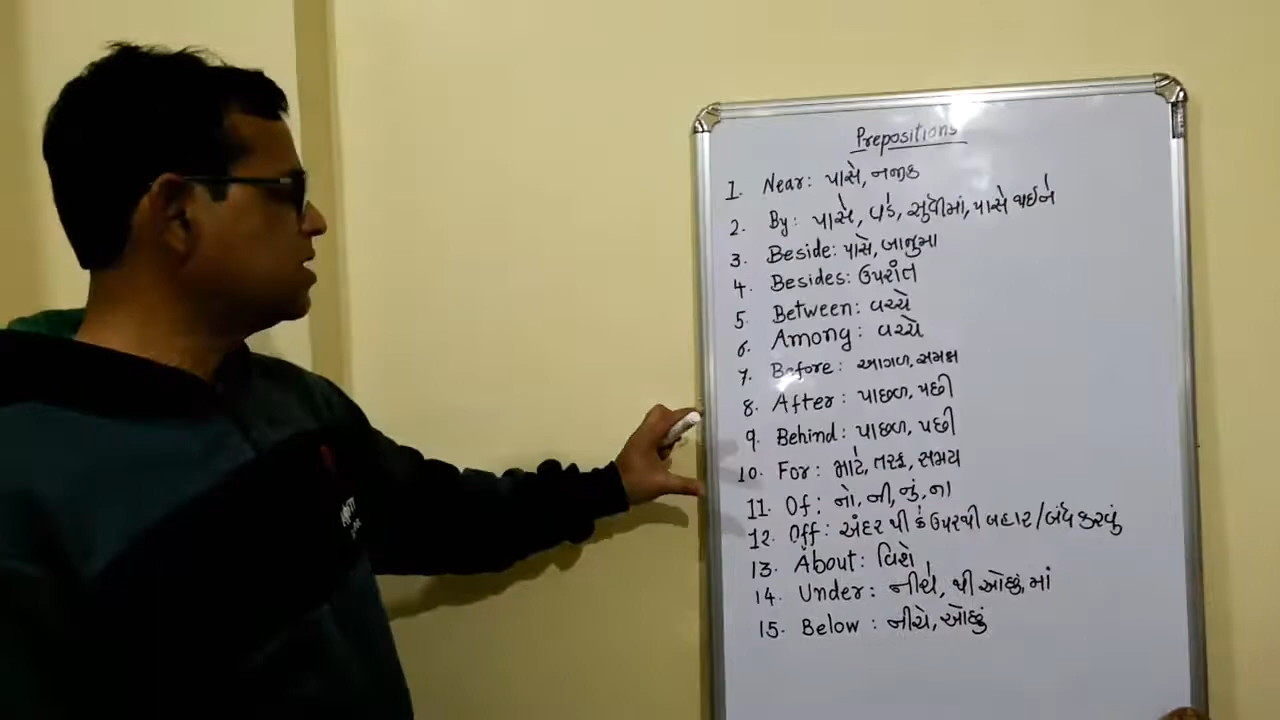 Prepositions
1. Near: પાસે, નજીક
2. By: પાસે, વડે, સુધીમાં, પાસે થઈને
3. Beside: પાસે, બાજુમા
4. Besides: ઉપરાંત
5. Between: વચ્ચે
6. Among: વચ્ચે
7. Before: આગળ, સમક્ષ
8. After: પાછળ, પછી
9. Behind: પાછળ, પછી
10. For: માટે, તરફ, સમય
11. Of: નો, ની, નું, ના
12. Off: અંદર થી કે ઉપરથી બહાર/બંધ કરવું
13. About: વિશે
14. Under: નીચે, થી ઓછું, માં
15. Below: નીચે, ઓછું